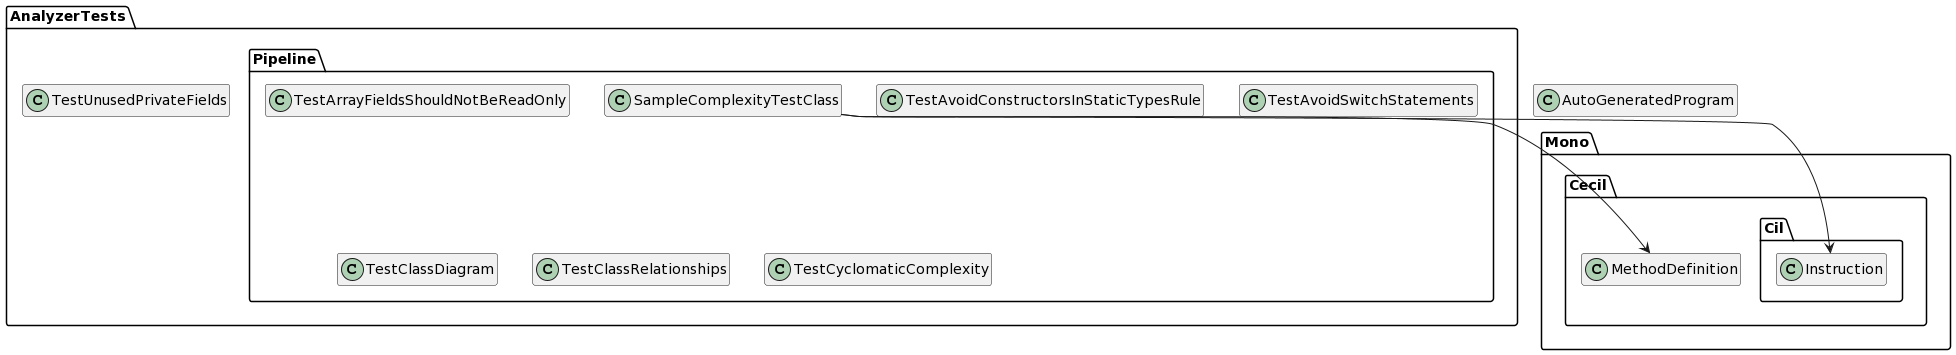 AnalyzerTests
Pipeline
C TestUnusedPrivateFields
C TestArrayFieldsShouldNotBeReadOnly
C SampleComplexityTestClass
C TestAvoidConstructorsInStaticTypesRule
C TestAvoidSwitchStatements
C AutoGeneratedProgram
Mono
Cecil
Cil
C TestClassDiagram
C TestClassRelationships
C TestCyclomaticComplexity
C MethodDefinition
C Instruction